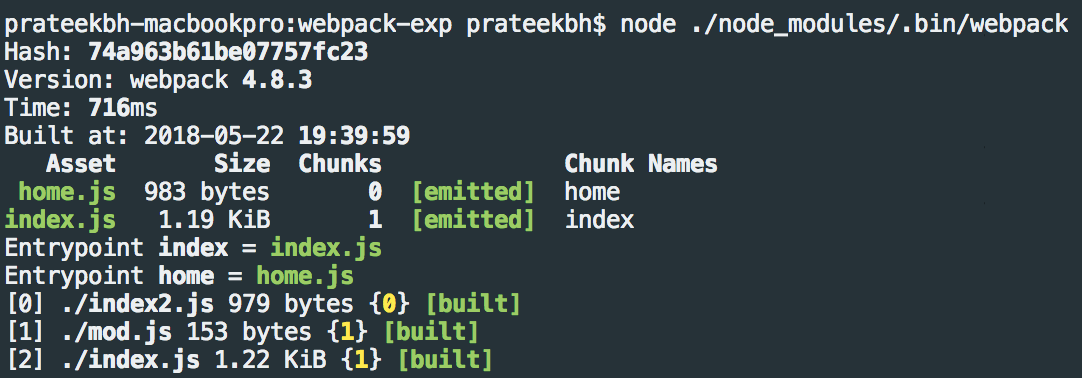 prateekbh-macbookpro:webpack-exp prateekbh$ node ./node_modules/.bin/webpack
Hash: 74a963b61be07757fc23
Version: webpack 4.8.3
Time: 716ms
Built at: 2018-05-22 19:39:59
Asset Size Chunks Chunk Names
home.js 983 bytes 0 [emitted] home
index.js 1.19 KiB 1 [emitted] index
Entrypoint index = index.js
Entrypoint home = home.js
[0] ./index2.js 979 bytes {0} [built]
[1] ./mod.js 153 bytes {1} [built]
[2] ./index.js 1.22 KiB {1} [built]